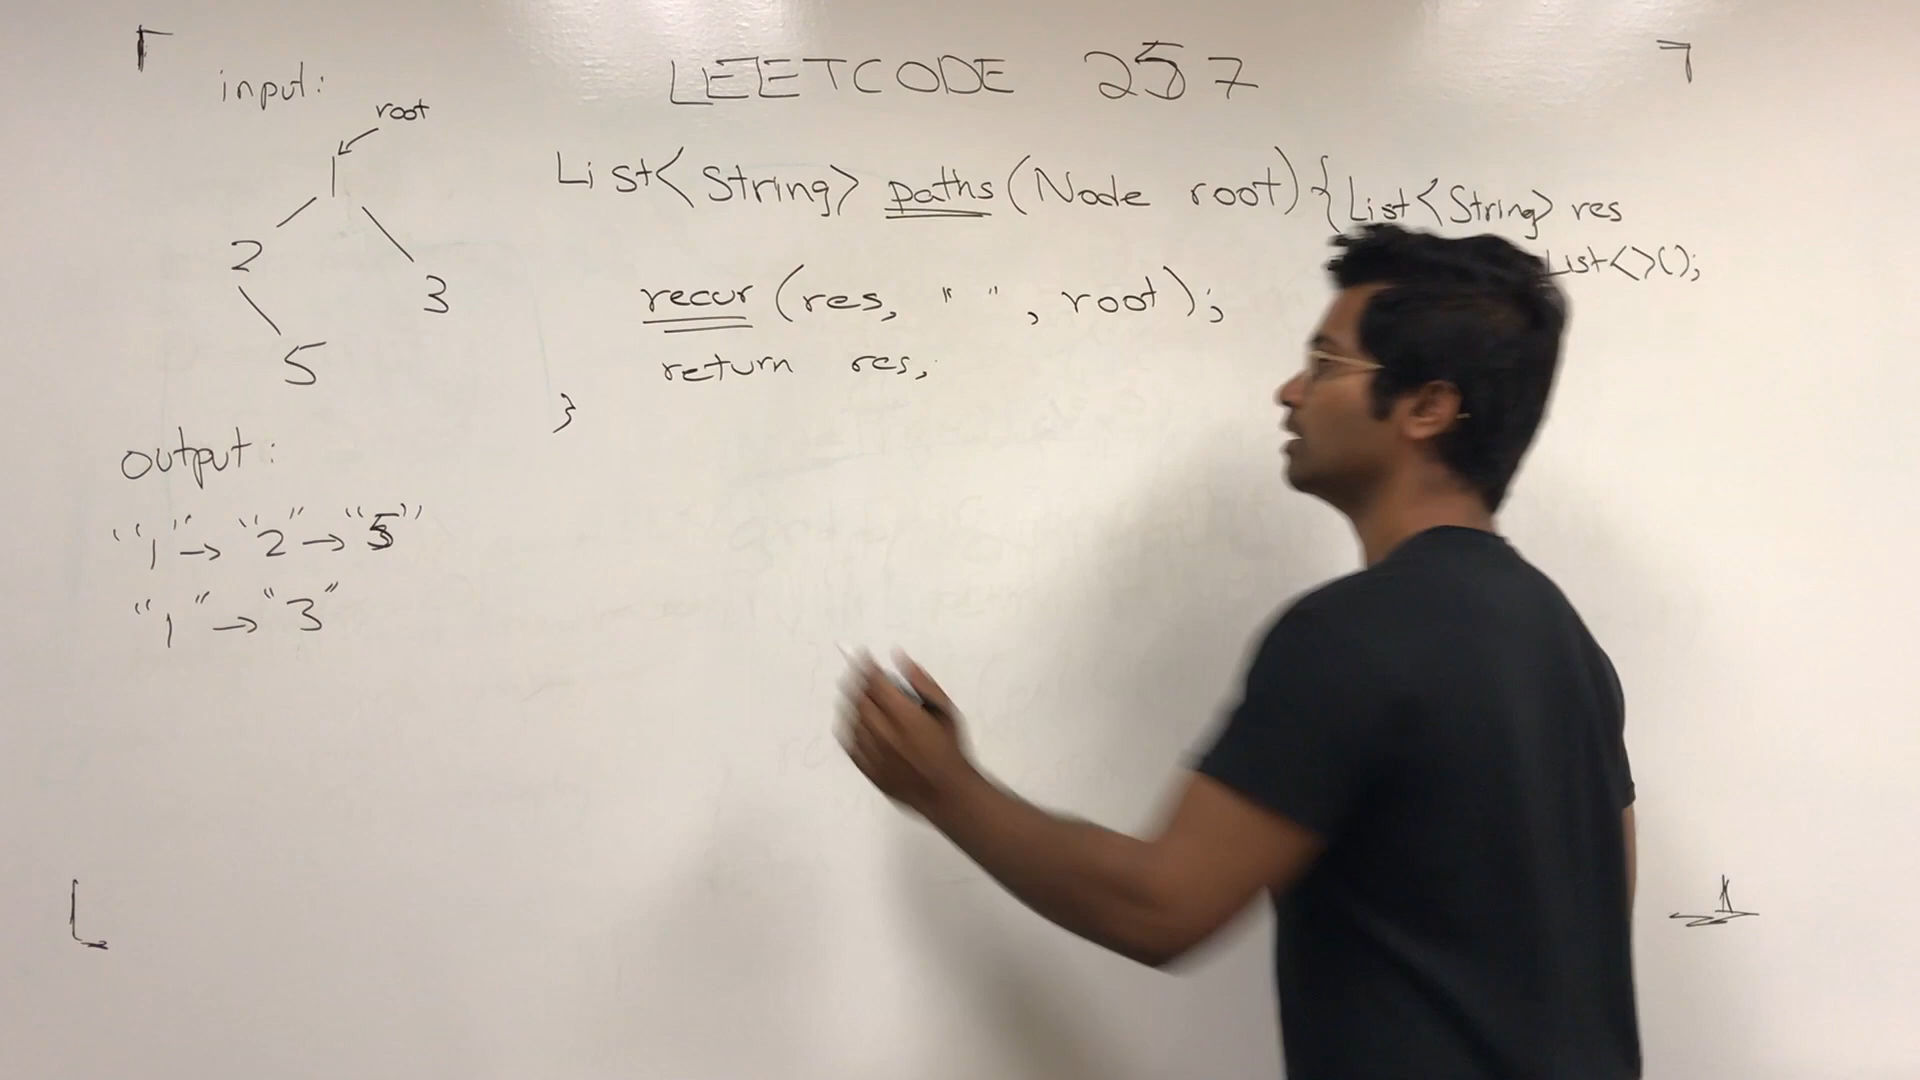 LEETCODE 257
input:
root
1
2
3
5
output:
"1" → "2" → "5"
"1" → "3"
List<String> paths (Node root) { List<String> res
List<>();
recur (res, " ", root);
return res;
}